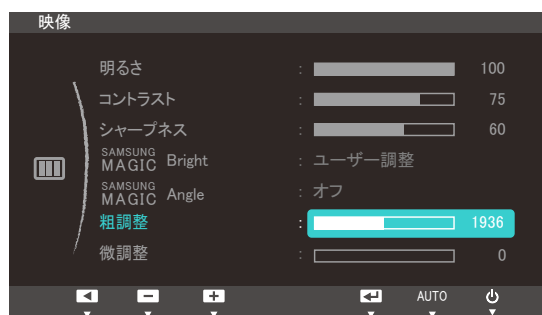 映像
明るさ : 100
コントラスト : 75
シャープネス : 60
SAMSUNG MAGIC Bright : ユーザー調整
SAMSUNG MAGIC Angle : オフ
粗調整 : 1936
微調整 : 0
AUTO